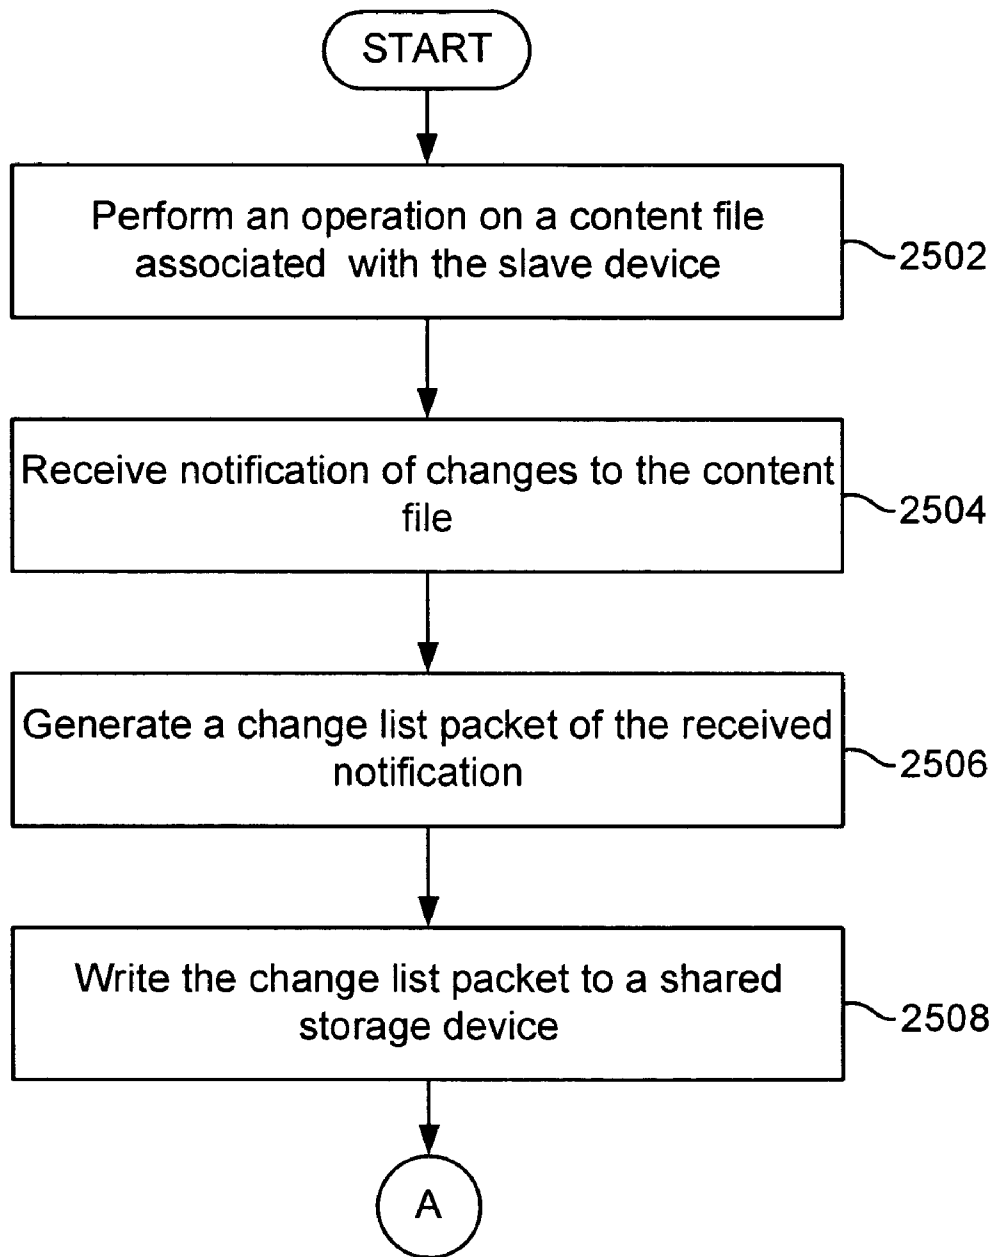 START
Perform an operation on a content file
associated with the slave device
2502
Receive notification of changes to the content
file
2504
Generate a change list packet of the received
notification
2506
Write the change list packet to a shared
storage device
2508
A